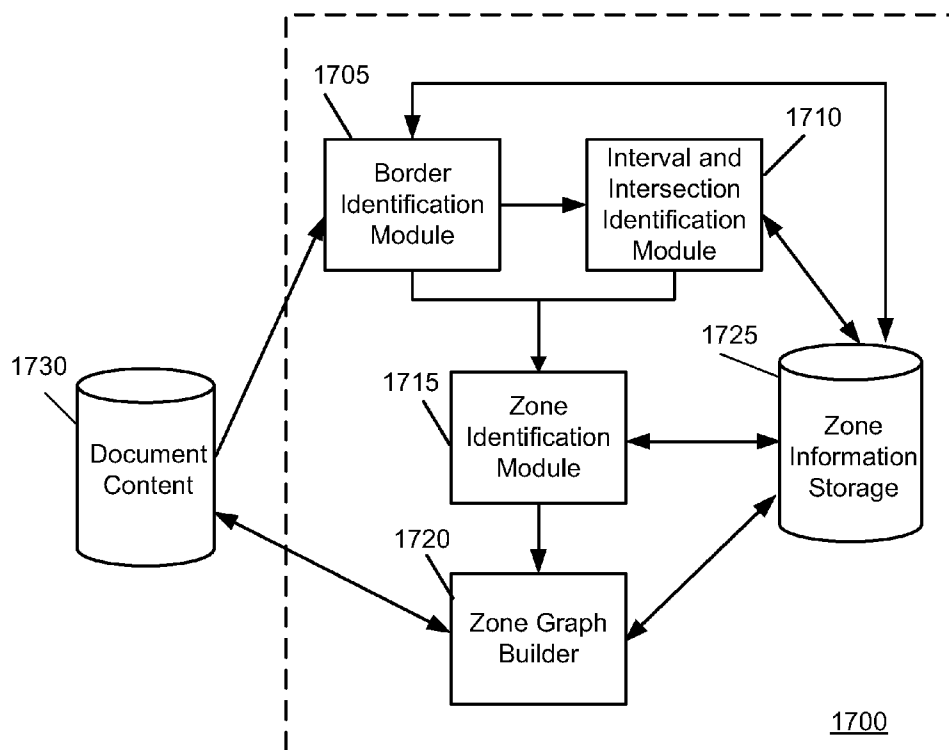 1705
Border
Identification
Module
1710
Interval and
Intersection
Identification
Module
1730
Document
Content
1715
Zone
Identification
Module
1725
Zone
Information
Storage
1720
Zone Graph
Builder
1700